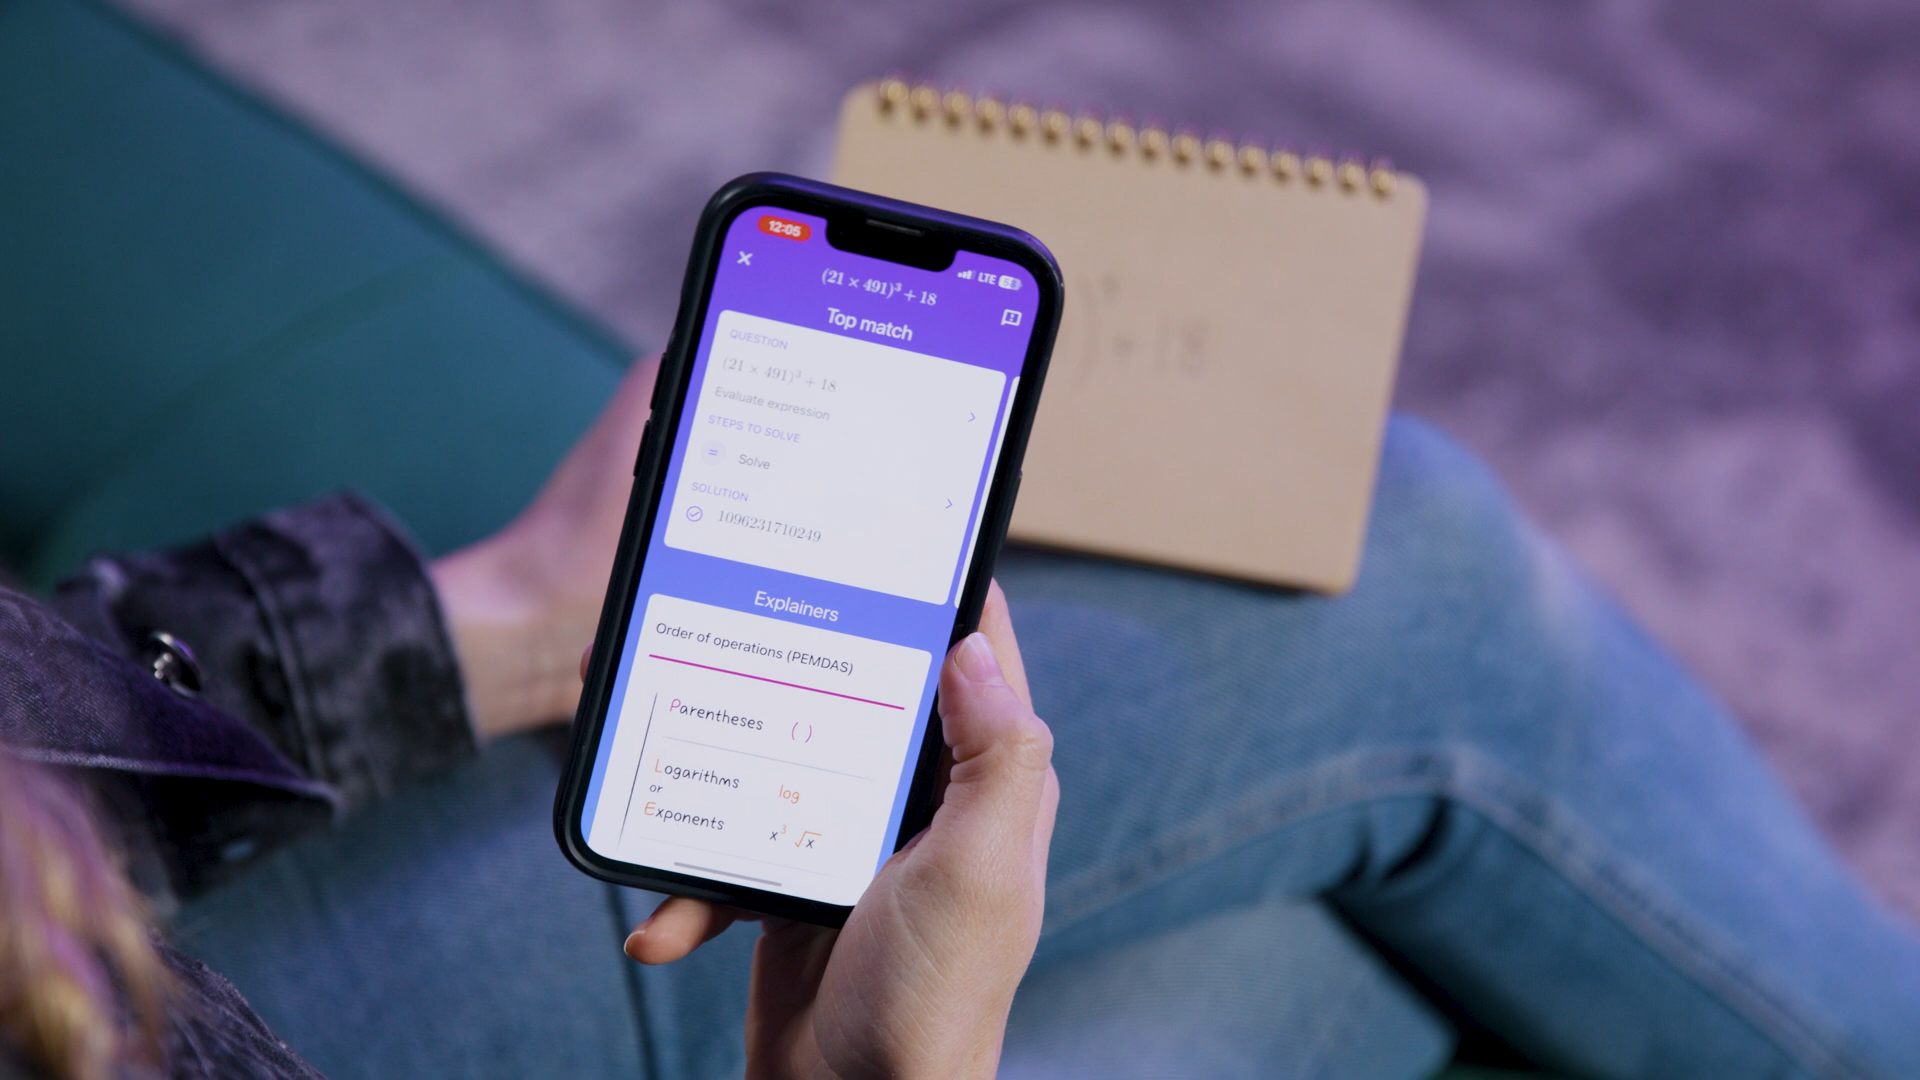 12:05
LTE
(21 × 491)³ + 18
Top match
QUESTION
(21 × 491)³ + 18
Evaluate expression
STEPS TO SOLVE
= Solve
SOLUTION
1096231710249
Explainers
Order of operations (PEMDAS)
Parentheses ( )
Logarithms log
or
Exponents x³ √x
) + 18